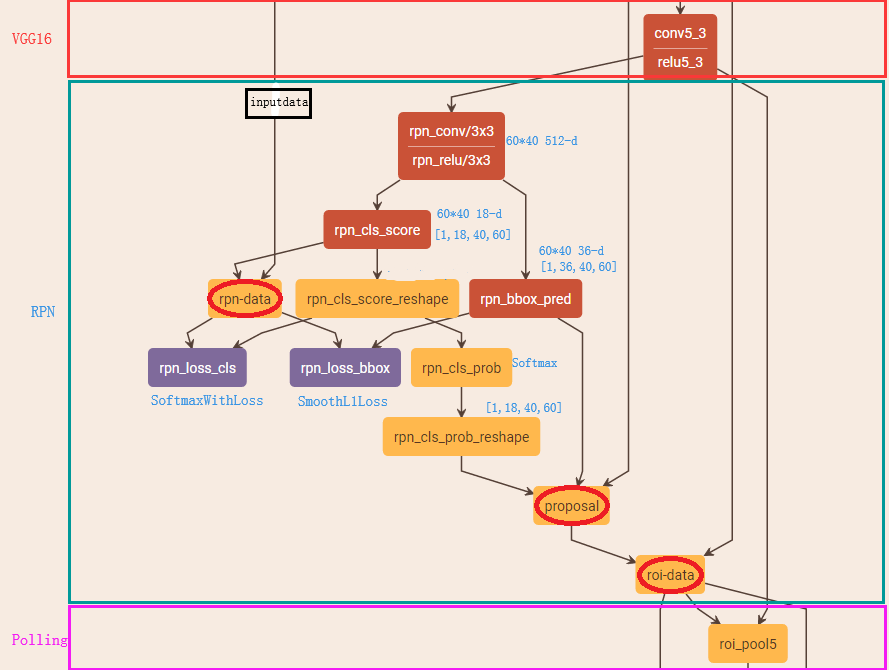 conv5_3
VGG16
relu5_3
inputdata
rpn_conv/3x3
60*40 512-d
rpn_relu/3x3
60*40 18-d
rpn_cls_score
[1,18,40,60]
60*40 36-d
[1,36,40,60]
rpn-data
rpn_cls_score_reshape
rpn_bbox_pred
RPN
rpn_loss_cls
rpn_loss_bbox
rpn_cls_prob
Softmax
SoftmaxWithLoss
SmoothL1Loss
[1,18,40,60]
rpn_cls_prob_reshape
proposal
roi-data
Polling
roi_pool5